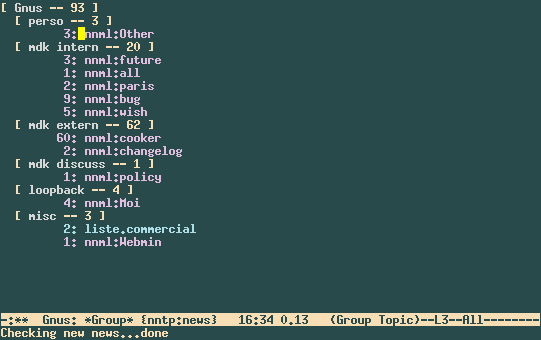 [ Gnus -- 93 ]
  [ perso -- 3 ]
         3: nnml:Other
  [ mdk intern -- 20 ]
         3: nnml:future
         1: nnml:all
         2: nnml:paris
         9: nnml:bug
         5: nnml:wish
  [ mdk extern -- 62 ]
        60: nnml:cooker
         2: nnml:changelog
  [ mdk discuss -- 1 ]
         1: nnml:policy
  [ loopback -- 4 ]
         4: nnml:Moi
  [ misc -- 3 ]
         2: liste.commercial
         1: nnml:Webmin
-:**  Gnus: *Group* {nntp:news}   16:34 0.13   (Group Topic)--L3--All--------
Checking new news...done